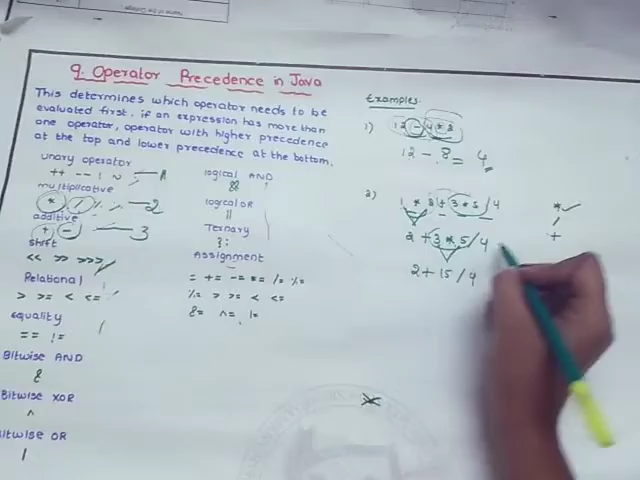 9. Operator Precedence in Java
This determines which operator needs to be
evaluated first. if an expression has more than
one operator, operator with higher precedence
at the top and lower precedence at the bottom.
unary operator
++ -- ! ~
multiplicative
* / %
2
additive
+ -
3
shift
<< >> >>>
Relational
> >= < <=
Equality
== !=
Bitwise AND
&
Bitwise XOR
^
Bitwise OR
|
logical AND
logical OR
||
Ternary
Assignment
= += -= *= /= %=
&= ^= |=
Examples:
1)
12 - 8 = 4
2)
2 + 3 * 5 / 4
2 + 15 / 4
*
/
+